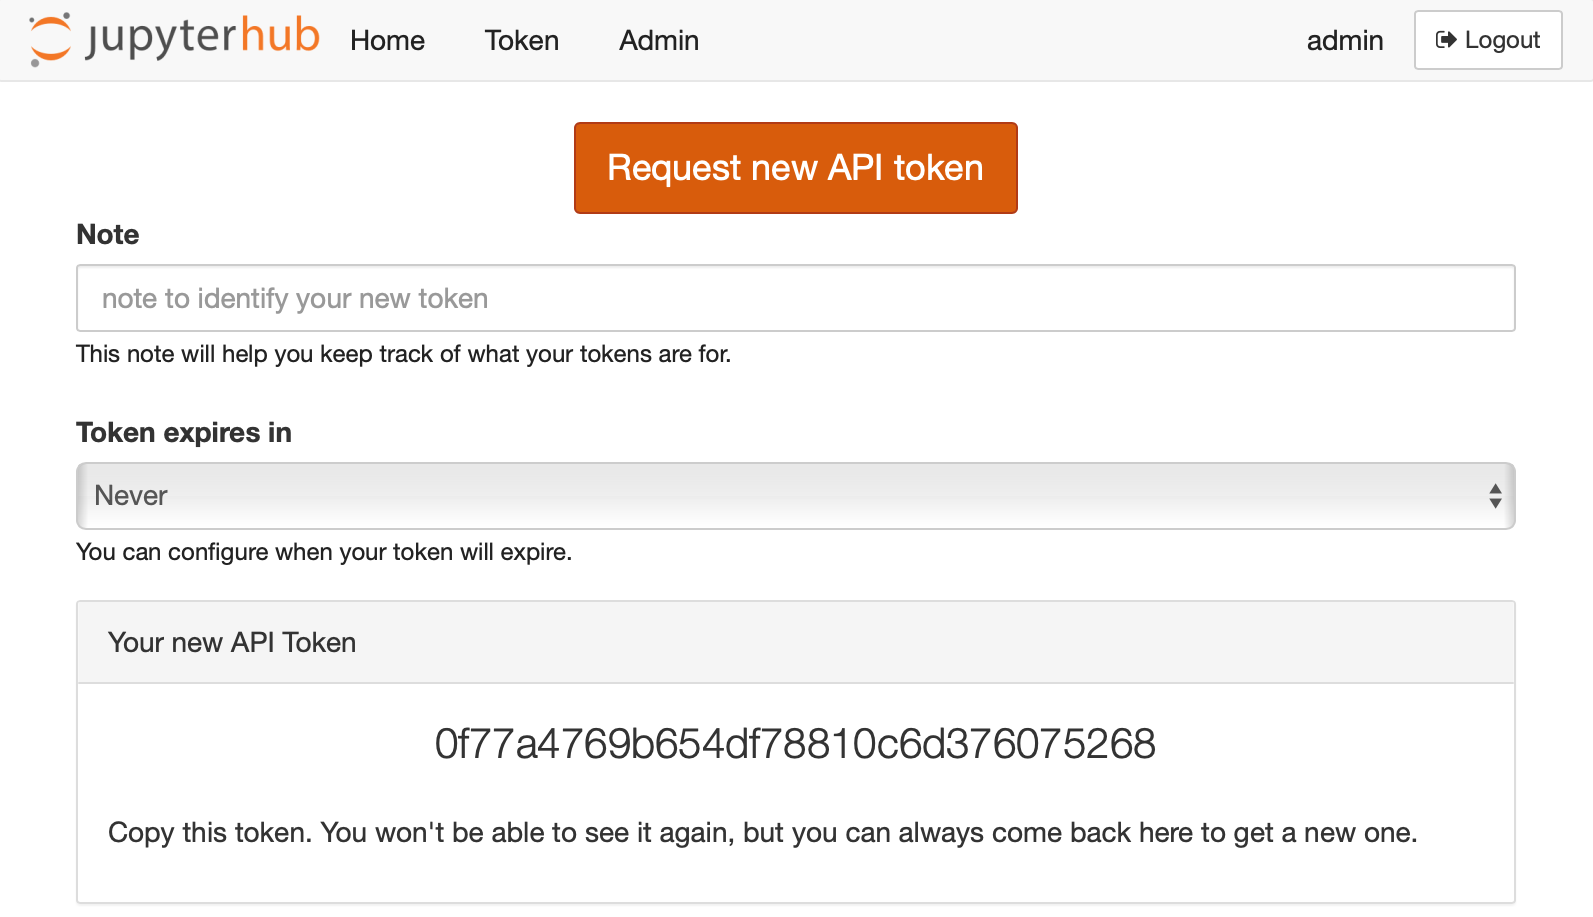 jupyterhub Home Token Admin admin Logout
Request new API token
Note
note to identify your new token
This note will help you keep track of what your tokens are for.
Token expires in
Never
You can configure when your token will expire.
Your new API Token
0f77a4769b654df78810c6d376075268
Copy this token. You won't be able to see it again, but you can always come back here to get a new one.